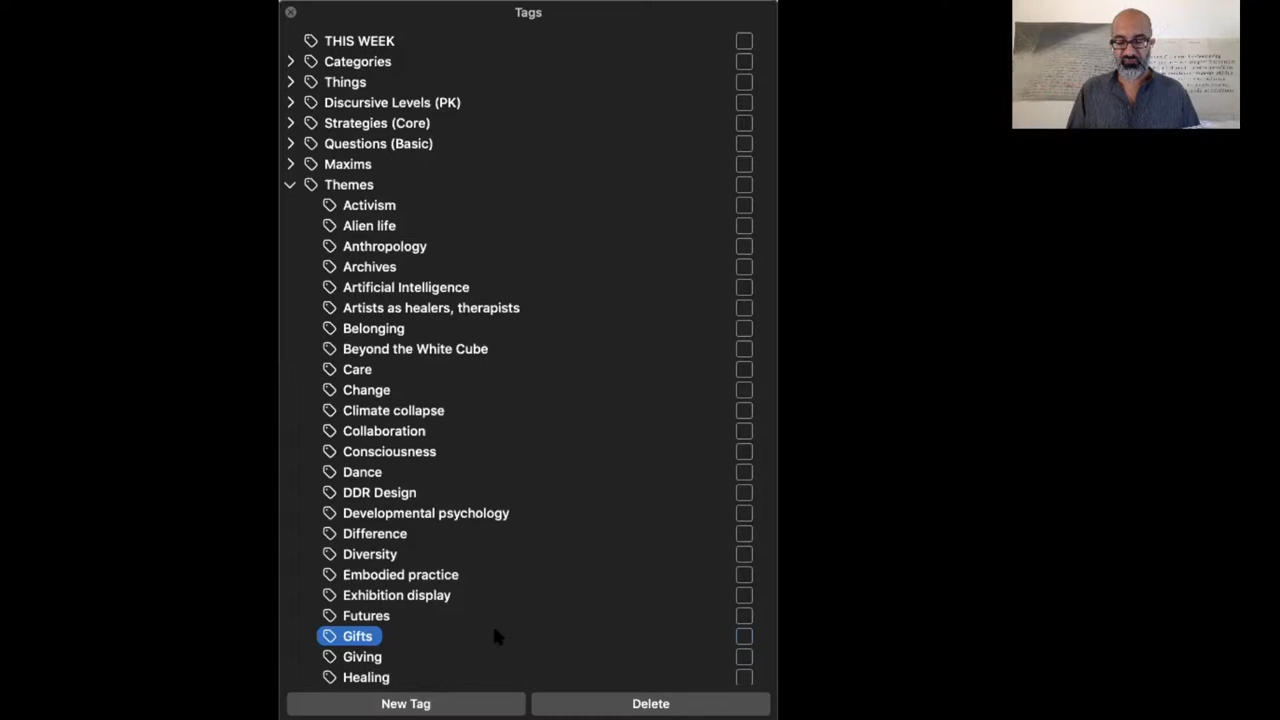 Tags
THIS WEEK
Categories
Things
Discursive Levels (PK)
Strategies (Core)
Questions (Basic)
Maxims
Themes
Activism
Alien life
Anthropology
Archives
Artificial Intelligence
Artists as healers, therapists
Belonging
Beyond the White Cube
Care
Change
Climate collapse
Collaboration
Consciousness
Dance
DDR Design
Developmental psychology
Difference
Diversity
Embodied practice
Exhibition display
Futures
Gifts
Giving
Healing
New Tag
Delete